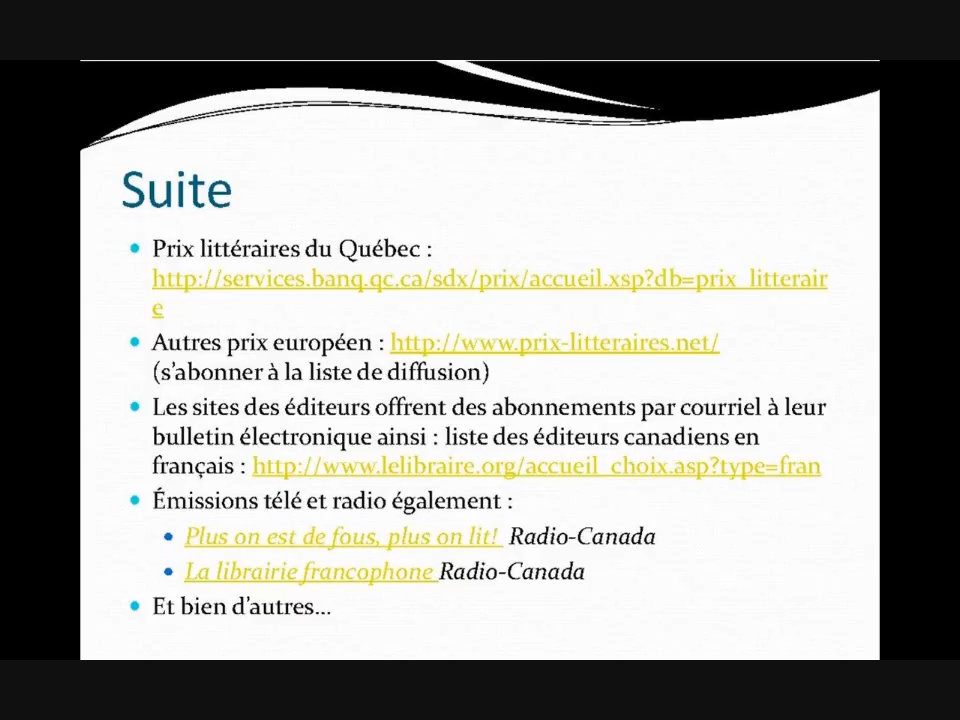 Suite
Prix littéraires du Québec :
http://services.banq.qc.ca/sdx/prix/accueil.xsp?db=prix_litterair
e
Autres prix européen : http://www.prix-litteraires.net/
(s’abonner à la liste de diffusion)
Les sites des éditeurs offrent des abonnements par courriel à leur
bulletin électronique ainsi : liste des éditeurs canadiens en
français : http://www.lelibraire.org/accueil_choix.asp?type=fran
Émissions télé et radio également :
Plus on est de fous, plus on lit! Radio-Canada
La librairie francophone Radio-Canada
Et bien d’autres…